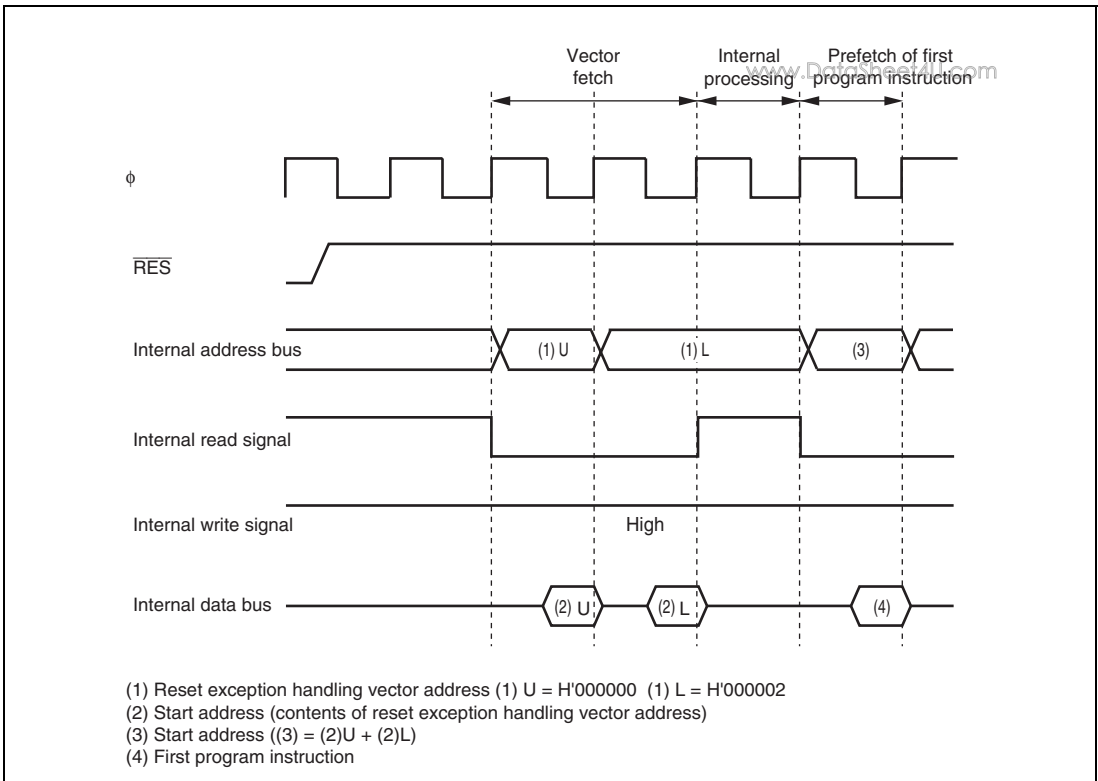 Vector
fetch
Internal
processing
Prefetch of first
program instruction
www.DataSheet4U.com
φ
RES
Internal address bus
(1) U
(1) L
(3)
Internal read signal
Internal write signal
High
Internal data bus
(2) U
(2) L
(4)
(1) Reset exception handling vector address (1) U = H'000000 (1) L = H'000002
(2) Start address (contents of reset exception handling vector address)
(3) Start address ((3) = (2)U + (2)L)
(4) First program instruction